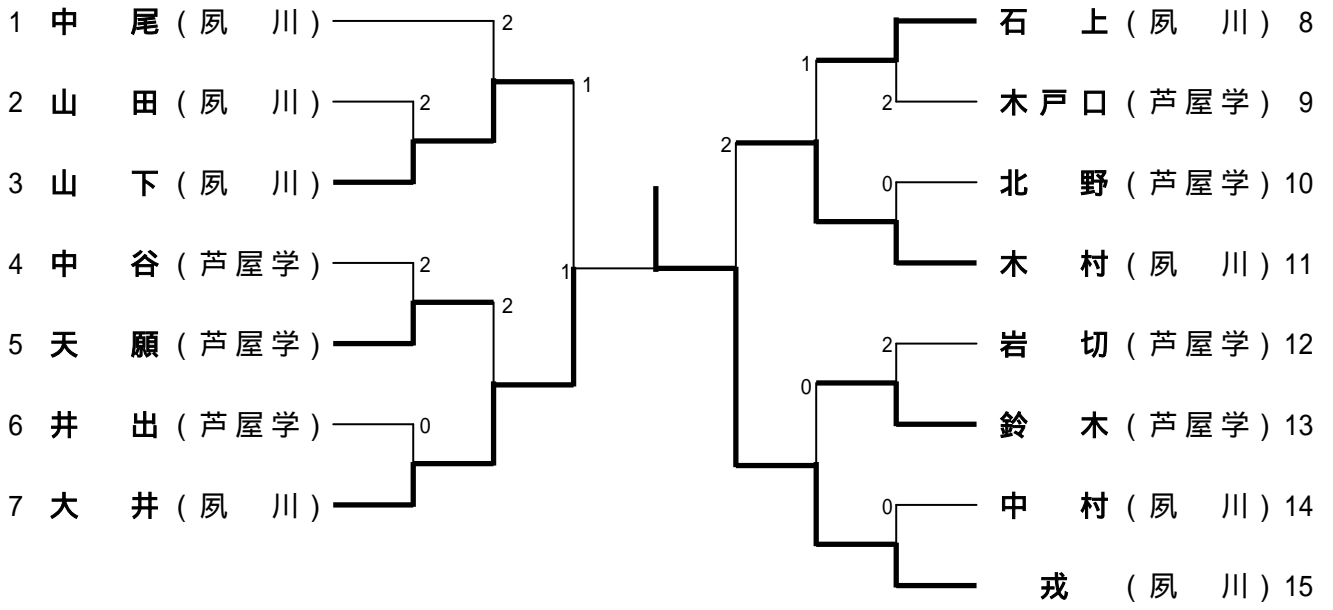 1 中 尾 ( 夙 川 )
2
2 山 田 ( 夙 川 )
2
1
3 山 下 ( 夙 川 )
4 中 谷 ( 芦 屋 学 )
2
2
5 天 願 ( 芦 屋 学 )
6 井 出 ( 芦 屋 学 )
0
7 大 井 ( 夙 川 )
1
石 上 ( 夙 川 ) 8
1
2
木 戸 口 ( 芦 屋 学 ) 9
2
0
北 野 ( 芦 屋 学 ) 10
木 村 ( 夙 川 ) 11
2
岩 切 ( 芦 屋 学 ) 12
0
鈴 木 ( 芦 屋 学 ) 13
0
中 村 ( 夙 川 ) 14
戎 ( 夙 川 ) 15